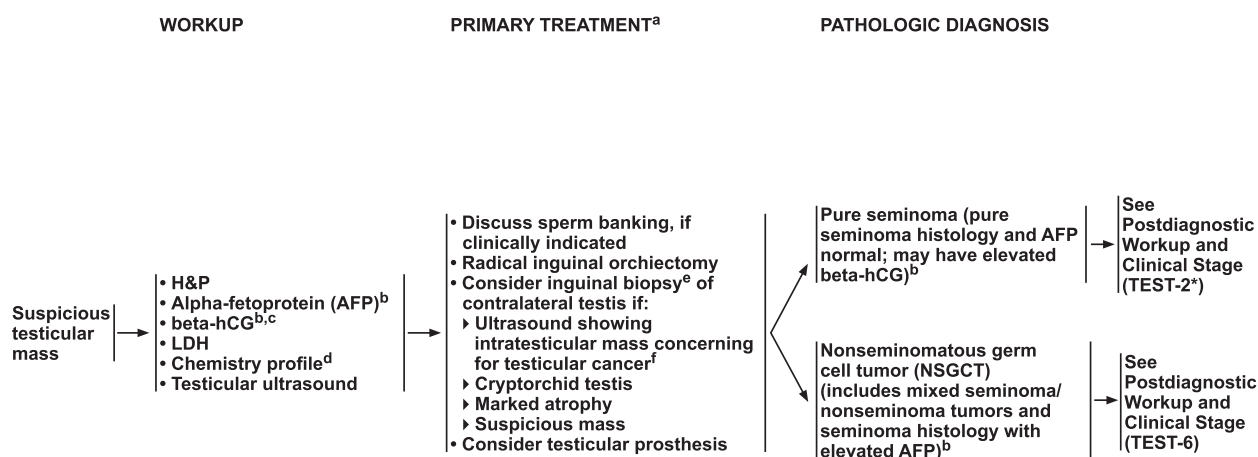 WORKUP
PRIMARY TREATMENTa
PATHOLOGIC DIAGNOSIS
Suspicious
testicular
mass
• H&P
• Alpha-fetoprotein (AFP)b
• beta-hCGb,c
• LDH
• Chemistry profiled
• Testicular ultrasound
• Discuss sperm banking, if
clinically indicated
• Radical inguinal orchiectomy
• Consider inguinal biopsye of
contralateral testis if:
▸ Ultrasound showing
intratesticular mass concerning
for testicular cancerf
▸ Cryptorchid testis
▸ Marked atrophy
▸ Suspicious mass
• Consider testicular prosthesis
Pure seminoma (pure
seminoma histology and AFP
normal; may have elevated
beta-hCG)b
See
Postdiagnostic
Workup and
Clinical Stage
(TEST-2*)
Nonseminomatous germ
cell tumor (NSGCT)
(includes mixed seminoma/
nonseminoma tumors and
seminoma histology with
elevated AFP)b
See
Postdiagnostic
Workup and
Clinical Stage
(TEST-6)